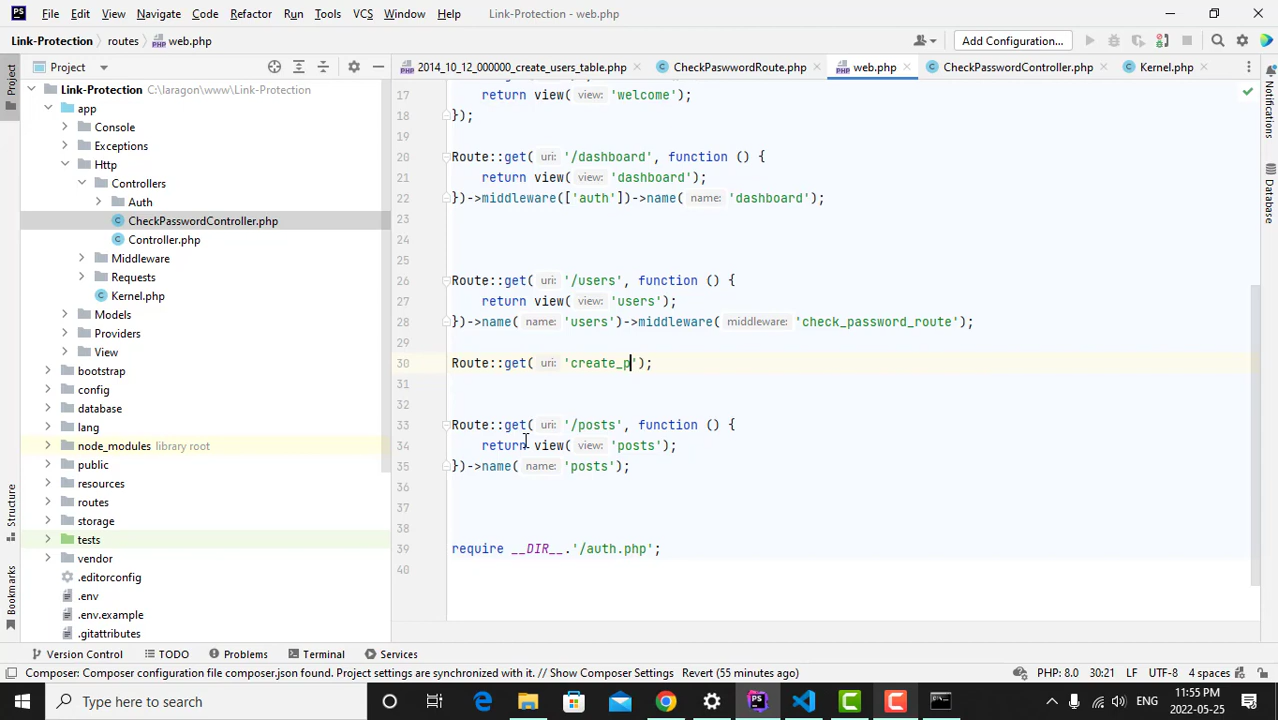 PS File Edit View Navigate Code Refactor Run Tools VCS Window Help Link-Protection - web.php
Link-Protection routes web.php Add Configuration...
Project 2014_10_12_000000_create_users_table.php CheckPaswwordRoute.php web.php CheckPasswordController.php Kernel.php
Project
Structure
Bookmarks
Notifications
Database
Link-Protection C:\laragon\www\Link-Protection
app
Console
Exceptions
Http
Controllers
Auth
CheckPasswordController.php
Controller.php
Middleware
Requests
Kernel.php
Models
Providers
View
bootstrap
config
database
lang
node_modules library root
public
resources
routes
storage
tests
vendor
.editorconfig
.env
.env.example
.gitattributes
17 return view( view: 'welcome');
18 });
19
20 Route::get( uri: '/dashboard', function () {
21 return view( view: 'dashboard');
22 })->middleware(['auth'])->name( name: 'dashboard');
23
24
25
26 Route::get( uri: '/users', function () {
27 return view( view: 'users');
28 })->name( name: 'users')->middleware( middleware: 'check_password_route');
29
30 Route::get( uri: 'create_p');
31
32
33 Route::get( uri: '/posts', function () {
34 return view( view: 'posts');
35 })->name( name: 'posts');
36
37
38
39 require __DIR__.'/auth.php';
40
Version Control TODO Problems Terminal Services
Composer: Composer configuration file composer.json found. Project settings are synchronized with it. // Show Composer Settings Revert (55 minutes ago) PHP: 8.0 30:21 LF UTF-8 4 spaces
Type here to search ENG 11:55 PM
2022-05-25